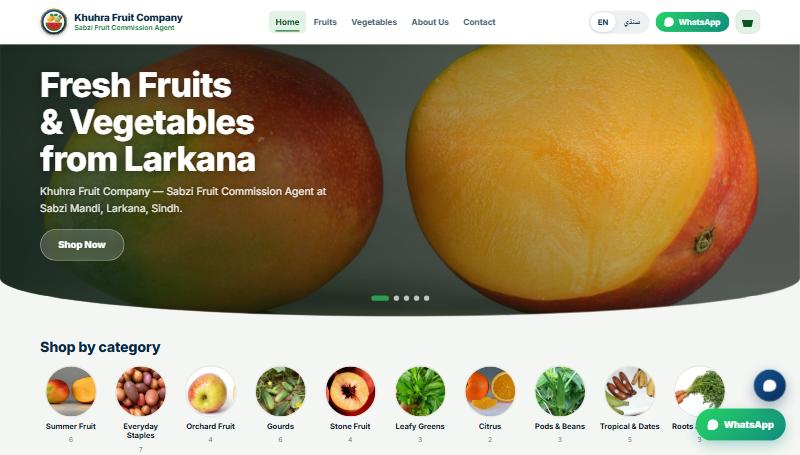 Khuhra Fruit Company
Sabzi Fruit Commission Agent
Home Fruits Vegetables About Us Contact
EN سنڌي WhatsApp
Fresh Fruits
& Vegetables
from Larkana
Khuhra Fruit Company — Sabzi Fruit Commission Agent at
Sabzi Mandi, Larkana, Sindh.
Shop Now
Shop by category
Summer Fruit
6
Everyday
Staples
7
Orchard Fruit
4
Gourds
6
Stone Fruit
4
Leafy Greens
3
Citrus
2
Pods & Beans
3
Tropical & Dates
5
Roots
WhatsApp